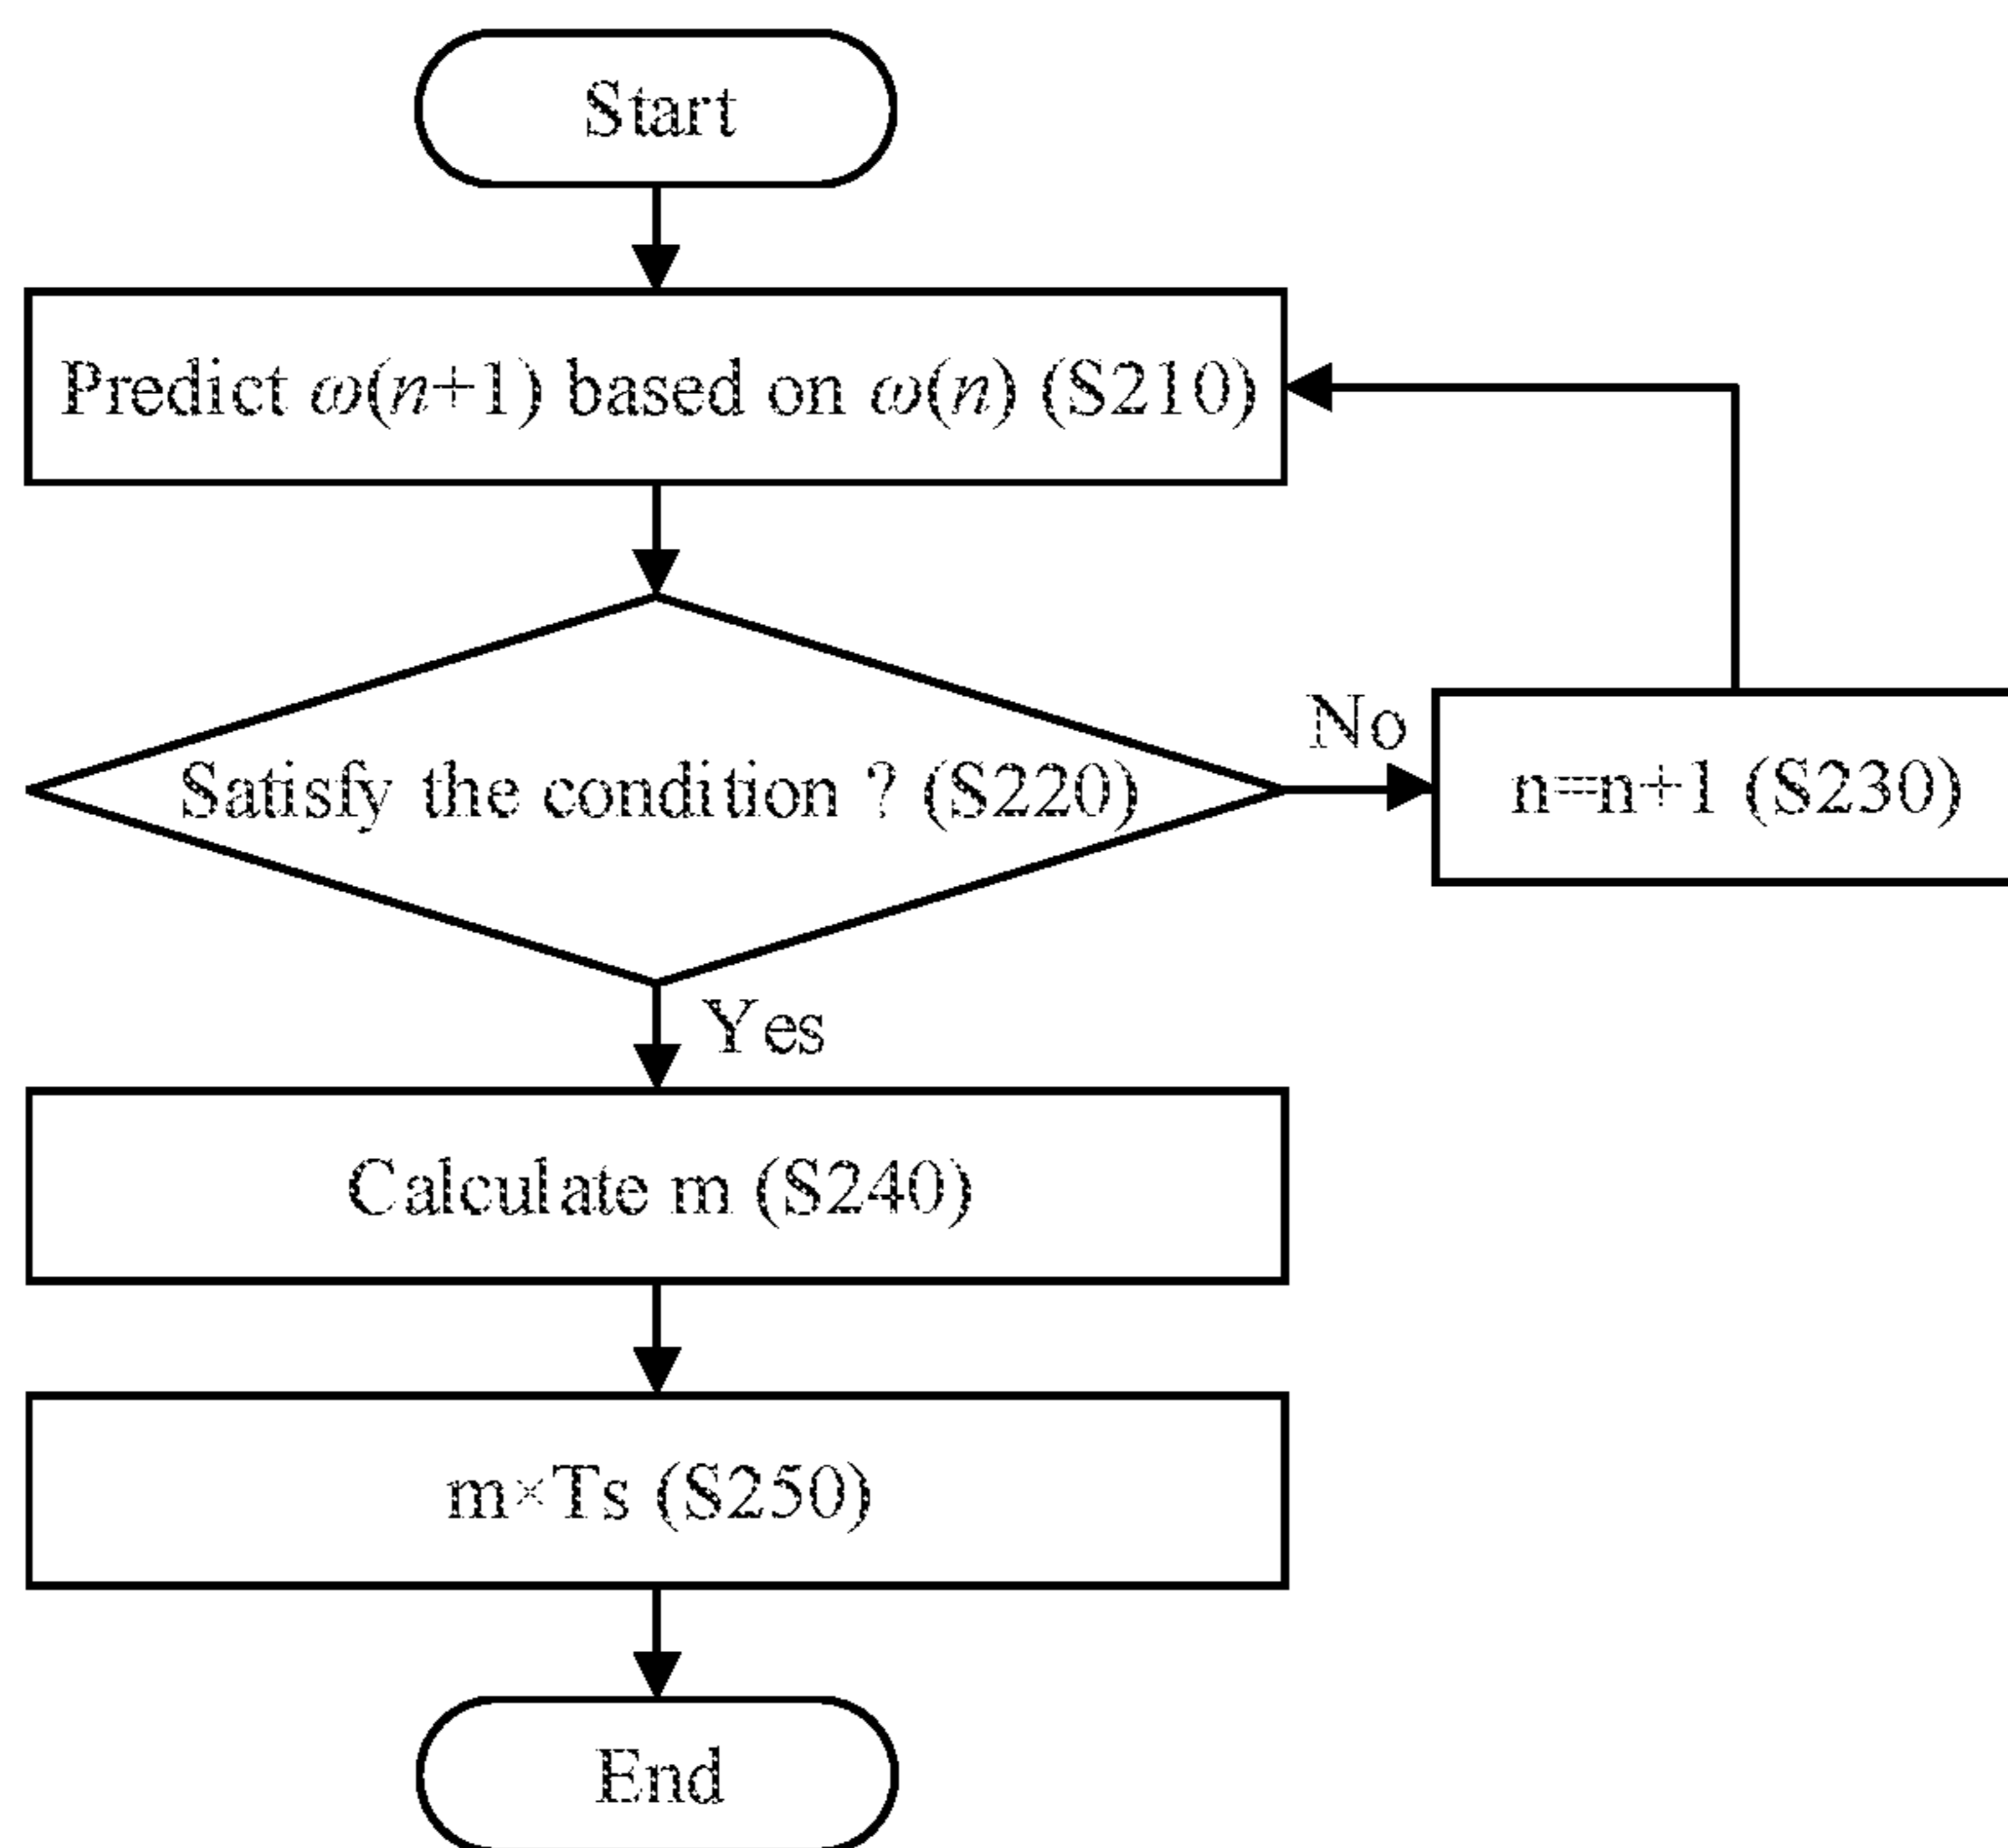 Start
Predict ω(n+1) based on ω(n) (S210)
Satisfy the condition ? (S220)
No
n=n+1 (S230)
Yes
Calculate m (S240)
m×Ts (S250)
End